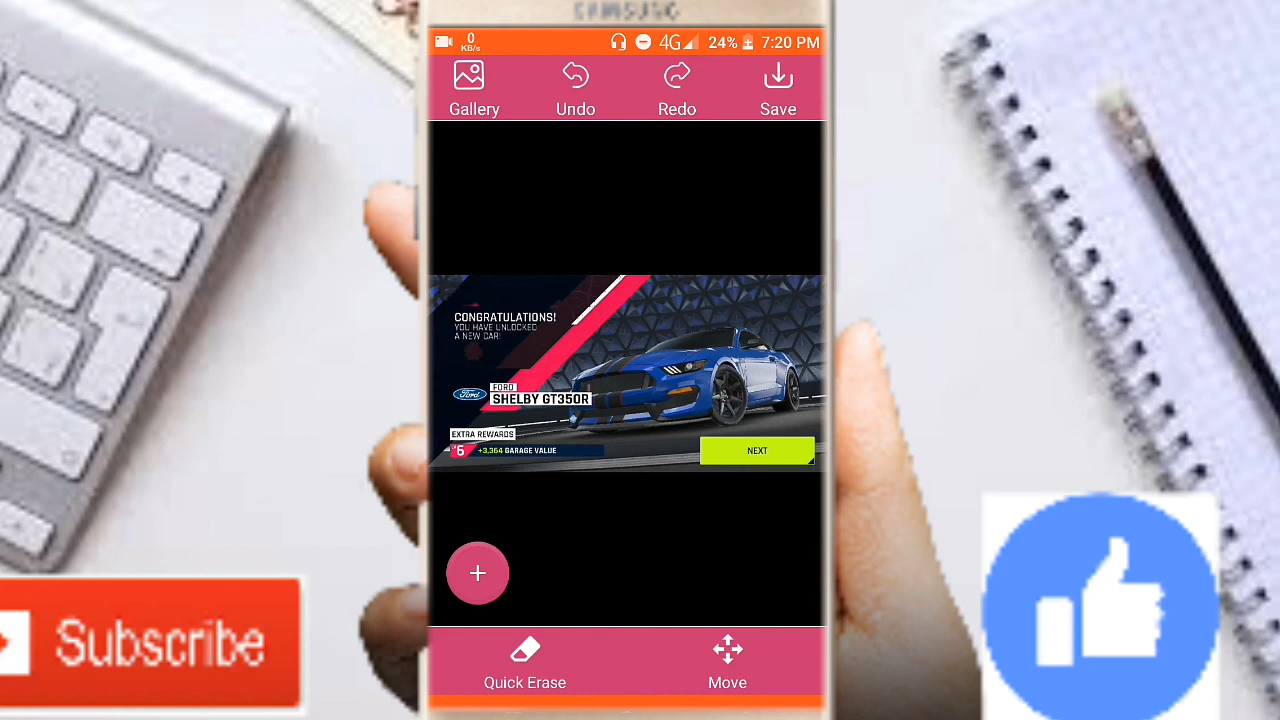 SAMSUNG
0
KB/s
4G
24%
7:20 PM
Gallery
Undo
Redo
Save
CONGRATULATIONS!
YOU HAVE UNLOCKED
A NEW CAR!
Ford
FORD
SHELBY GT350R
EXTRA REWARDS
6
+3,364 GARAGE VALUE
NEXT
+
Quick Erase
Move
Subscribe